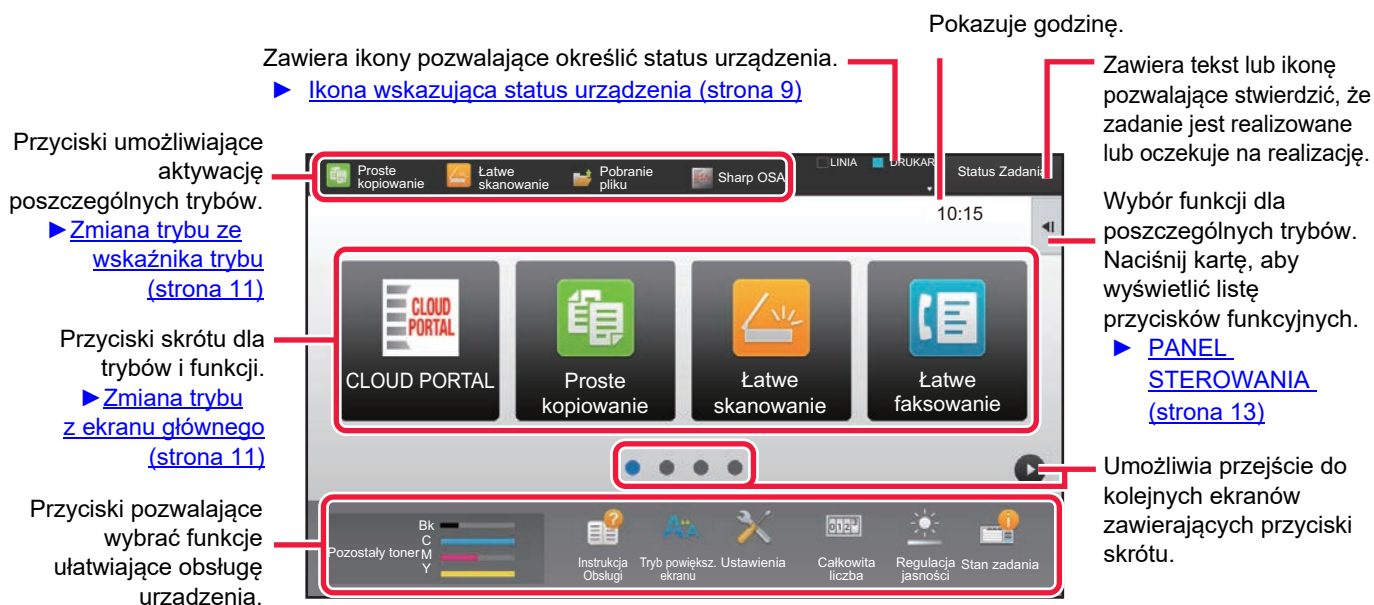 Pokazuje godzinę.
Zawiera ikony pozwalające określić status urządzenia.
► Ikona wskazująca status urządzenia (strona 9)
Zawiera tekst lub ikonę
pozwalające stwierdzić, że
zadanie jest realizowane
lub oczekuje na realizację.
Przyciski umożliwiające
aktywację
poszczególnych trybów.
►Zmiana trybu ze
wskaźnika trybu
(strona 11)
Proste
kopiowanie
Łatwe
skanowanie
Pobranie
pliku
Sharp OSA
LINIA
DRUKAR
Status Zadania
10:15
Wybór funkcji dla
poszczególnych trybów.
Naciśnij kartę, aby
wyświetlić listę
przycisków funkcyjnych.
► PANEL
STEROWANIA
(strona 13)
Przyciski skrótu dla
trybów i funkcji.
►Zmiana trybu
z ekranu głównego
(strona 11)
CLOUD
PORTAL
CLOUD PORTAL
Proste
kopiowanie
Łatwe
skanowanie
Łatwe
faksowanie
Umożliwia przejście do
kolejnych ekranów
zawierających przyciski
skrótu.
Przyciski pozwalające
wybrać funkcje
ułatwiające obsługę
urzadzenia.
Pozostały toner
Bk
C
M
Y
Instrukcja
Obsługi
Tryb powiększ.
ekranu
Ustawienia
Całkowita
liczba
Regulacja
jasności
Stan zadania